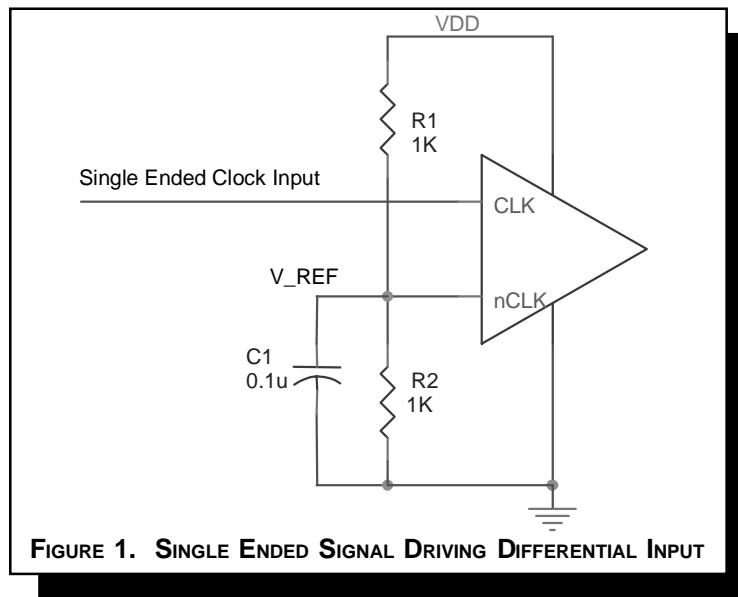 VDD
R1
1K
Single Ended Clock Input
CLK
V_REF
nCLK
C1
0.1u
R2
1K
FIGURE 1. SINGLE ENDED SIGNAL DRIVING DIFFERENTIAL INPUT